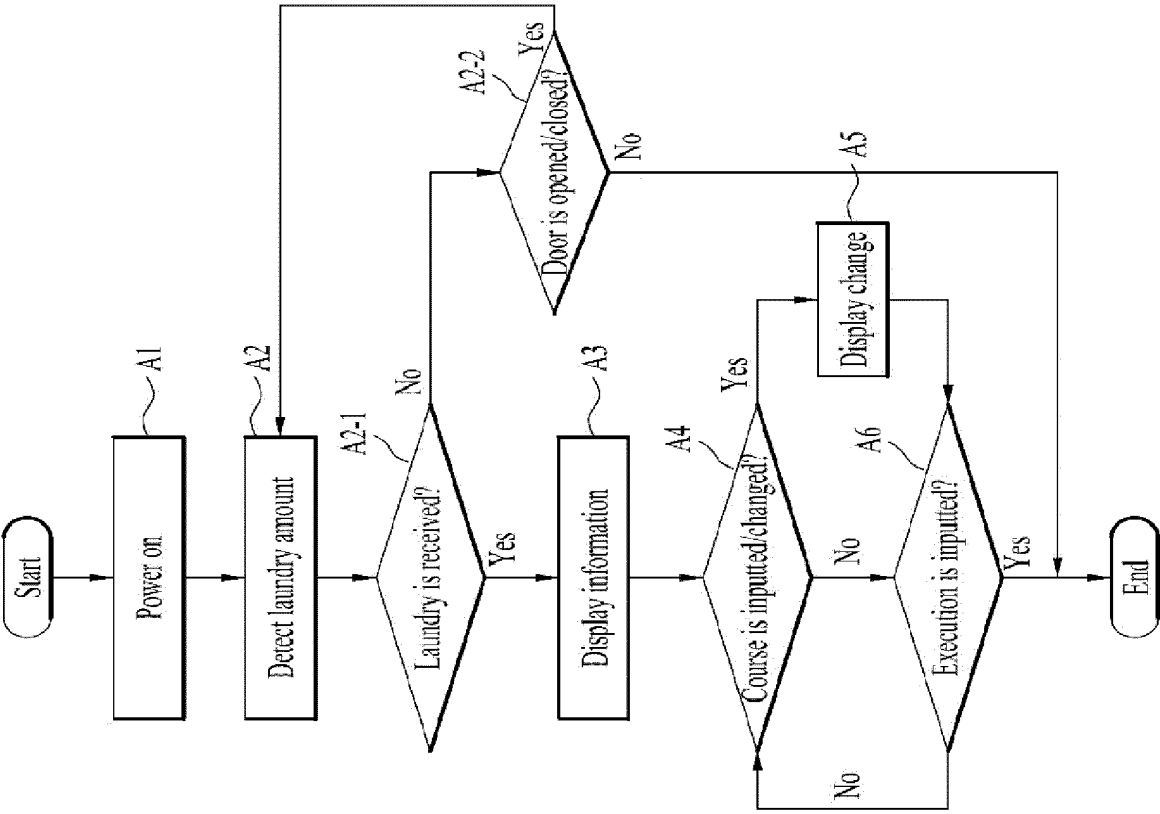 Start
Power on
A1
Detect laundry amount
A2
Laundry is received?
A2-1
No
Yes
Door is opened/closed?
A2-2
Yes
No
Display information
A3
Course is inputted/changed?
A4
Yes
No
Display change
A5
Execution is inputted?
A6
No
Yes
End